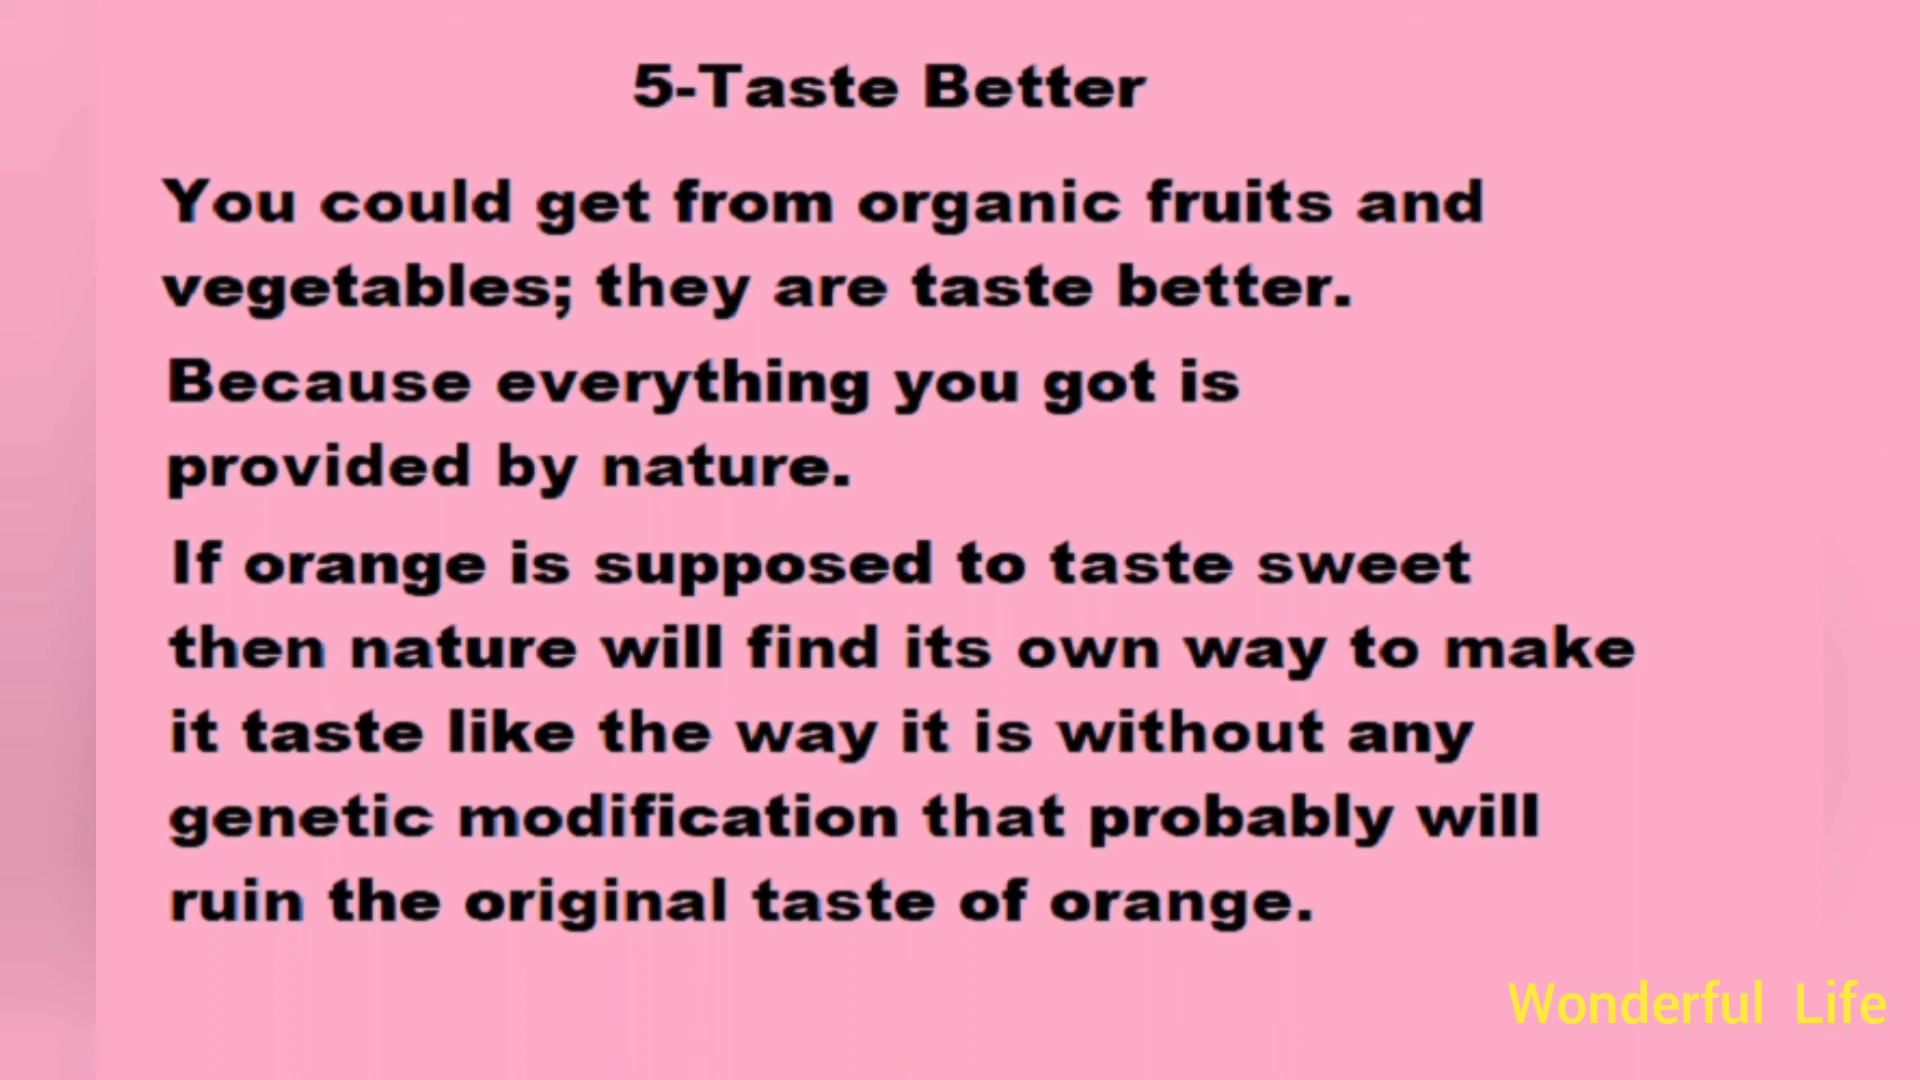 5-Taste Better
You could get from organic fruits and
vegetables; they are taste better.
Because everything you got is
provided by nature.
If orange is supposed to taste sweet
then nature will find its own way to make
it taste like the way it is without any
genetic modification that probably will
ruin the original taste of orange.
Wonderful Life